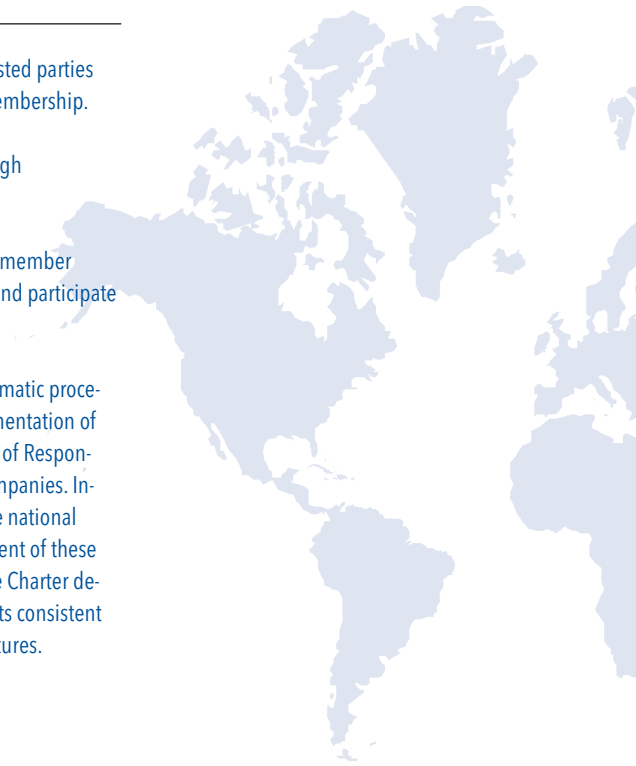 sted parties
embership.
gh
member
nd participate
matic proce-
nentation of
of Respon-
mpanies. In-
e national
ent of these
e Charter de-
ts consistent
tures.